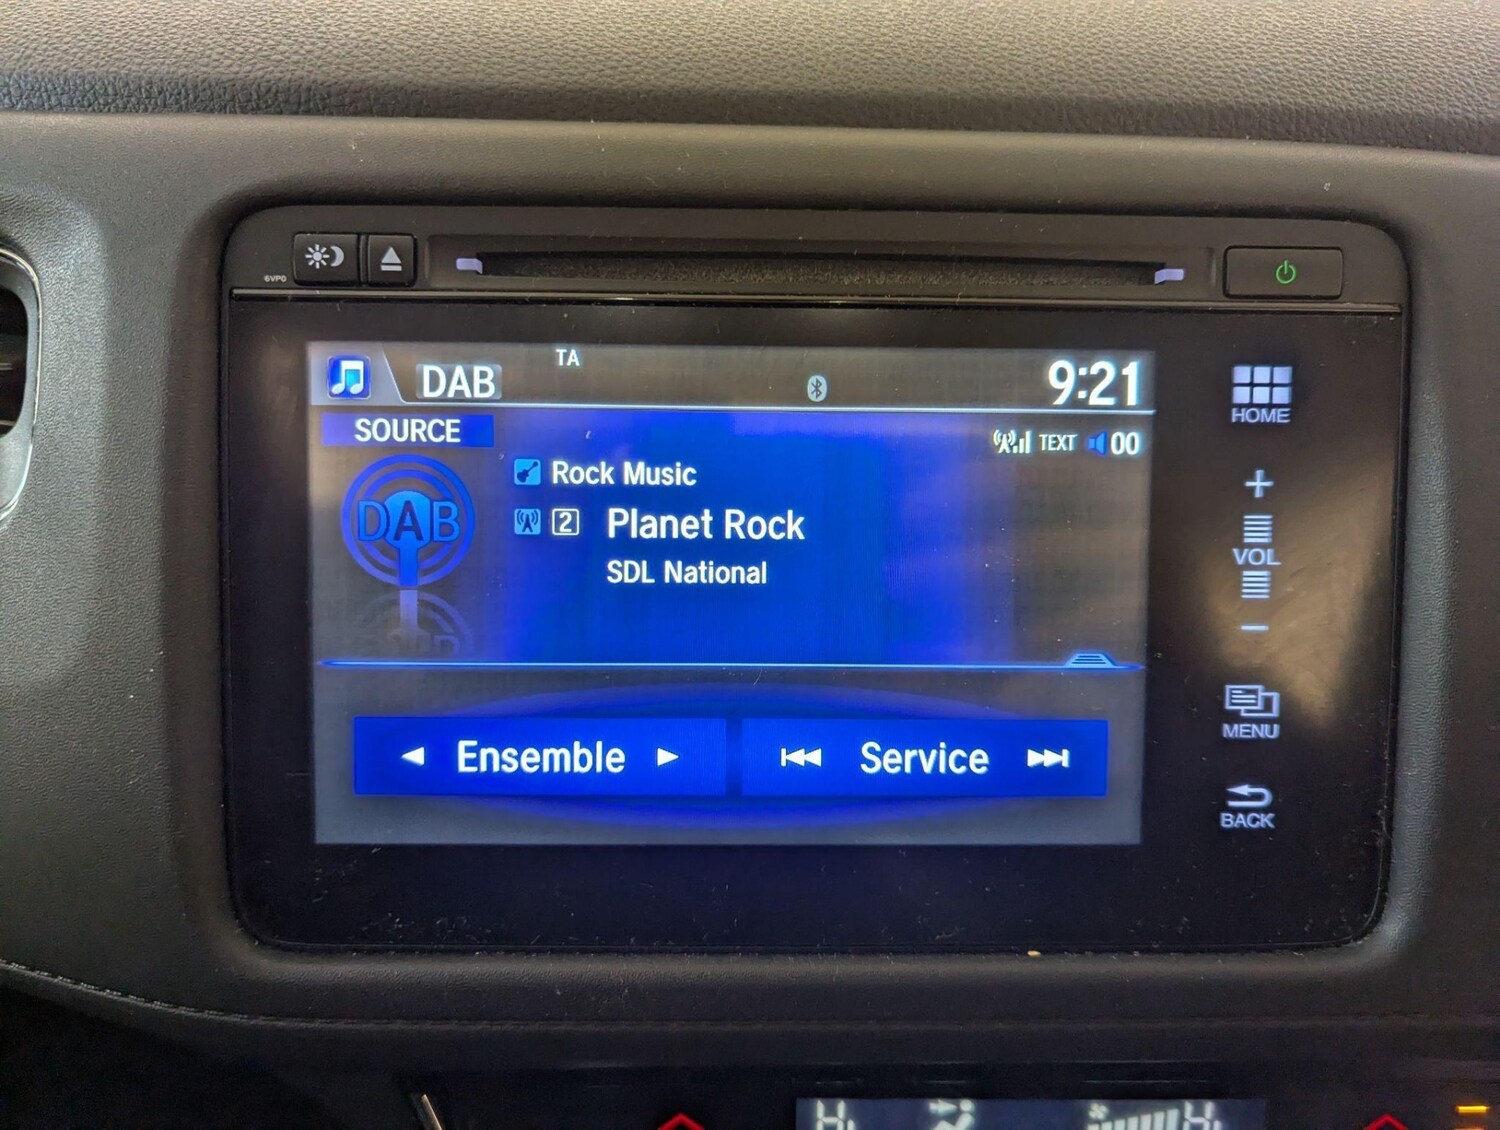 6VP0
DAB
TA
9:21
HOME
SOURCE
TEXT 00
DAB
Rock Music
2 Planet Rock
SDL National
+
VOL
−
Ensemble
Service
MENU
BACK